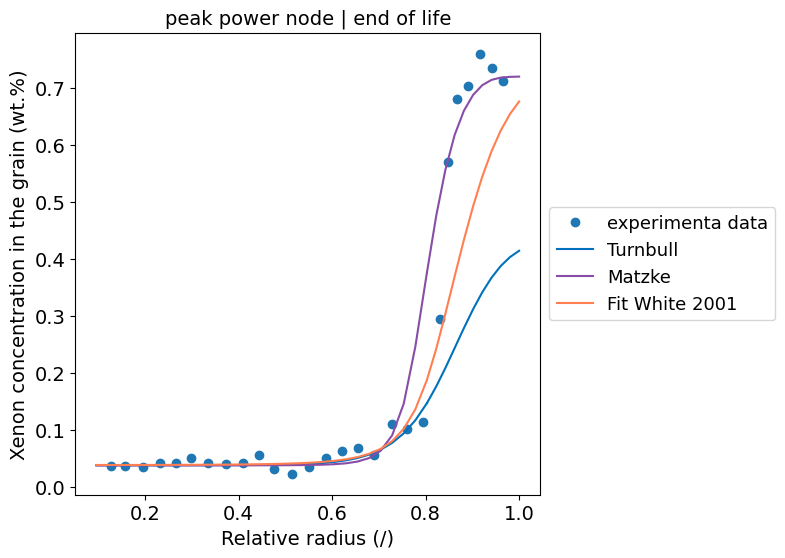 peak power node | end of life
Xenon concentration in the grain (wt.%)
0.7
0.6
0.5
0.4
0.3
0.2
0.1
0.0
0.2 0.4 0.6 0.8 1.0
Relative radius (/)
experimenta data
Turnbull
Matzke
Fit White 2001